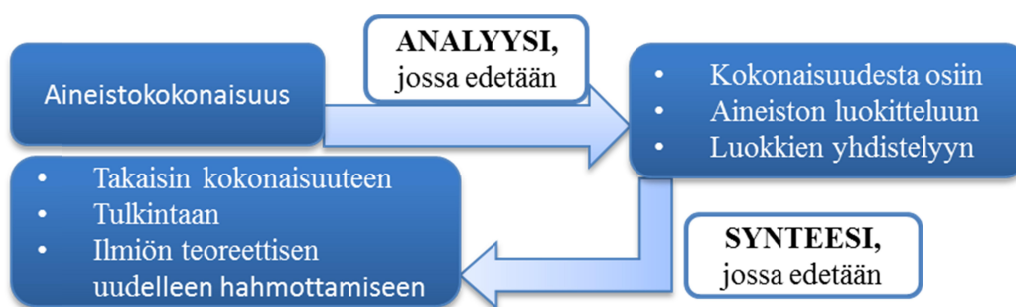 Aineistokokonaisuus
ANALYYSI,
jossa edetään
• Kokonaisuudesta osiin
• Aineiston luokitteluun
• Luokkien yhdistelyyn
SYNTEESI,
jossa edetään
• Takaisin kokonaisuuteen
• Tulkintaan
• Ilmiön teoreettisen
uudelleen hahmottamiseen